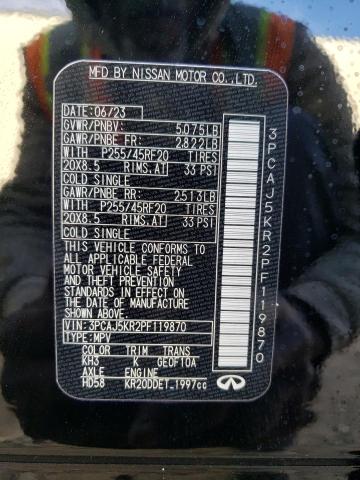 MFD BY NISSAN MOTOR CO.,LTD.
DATE:06/23
GVWR/PNBV: 5075LB
GAWR/PNBE FR: 2822LB
WITH P255/45RF20 TIRES
20X8.5 RIMS,AT 33 PSI
COLD SINGLE
GAWR/PNBE RR: 2513LB
WITH P255/45RF20 TIRES
20X8.5 RIMS,AT 33 PSI
COLD SINGLE
THIS VEHICLE CONFORMS TO
ALL APPLICABLE FEDERAL
MOTOR VEHICLE SAFETY
AND THEFT PREVENTION
STANDARDS IN EFFECT ON THE
DATE OF MANUFACTURE
SHOWN ABOVE.
VIN:3PCAJ5KR2PF119870
TYPE:MPV
COLOR TRIM TRANS
KH3 K GE0F10A
AXLE ENGINE
HD58 KR20DDET 1997cc
3PCAJ5KR2PF119870